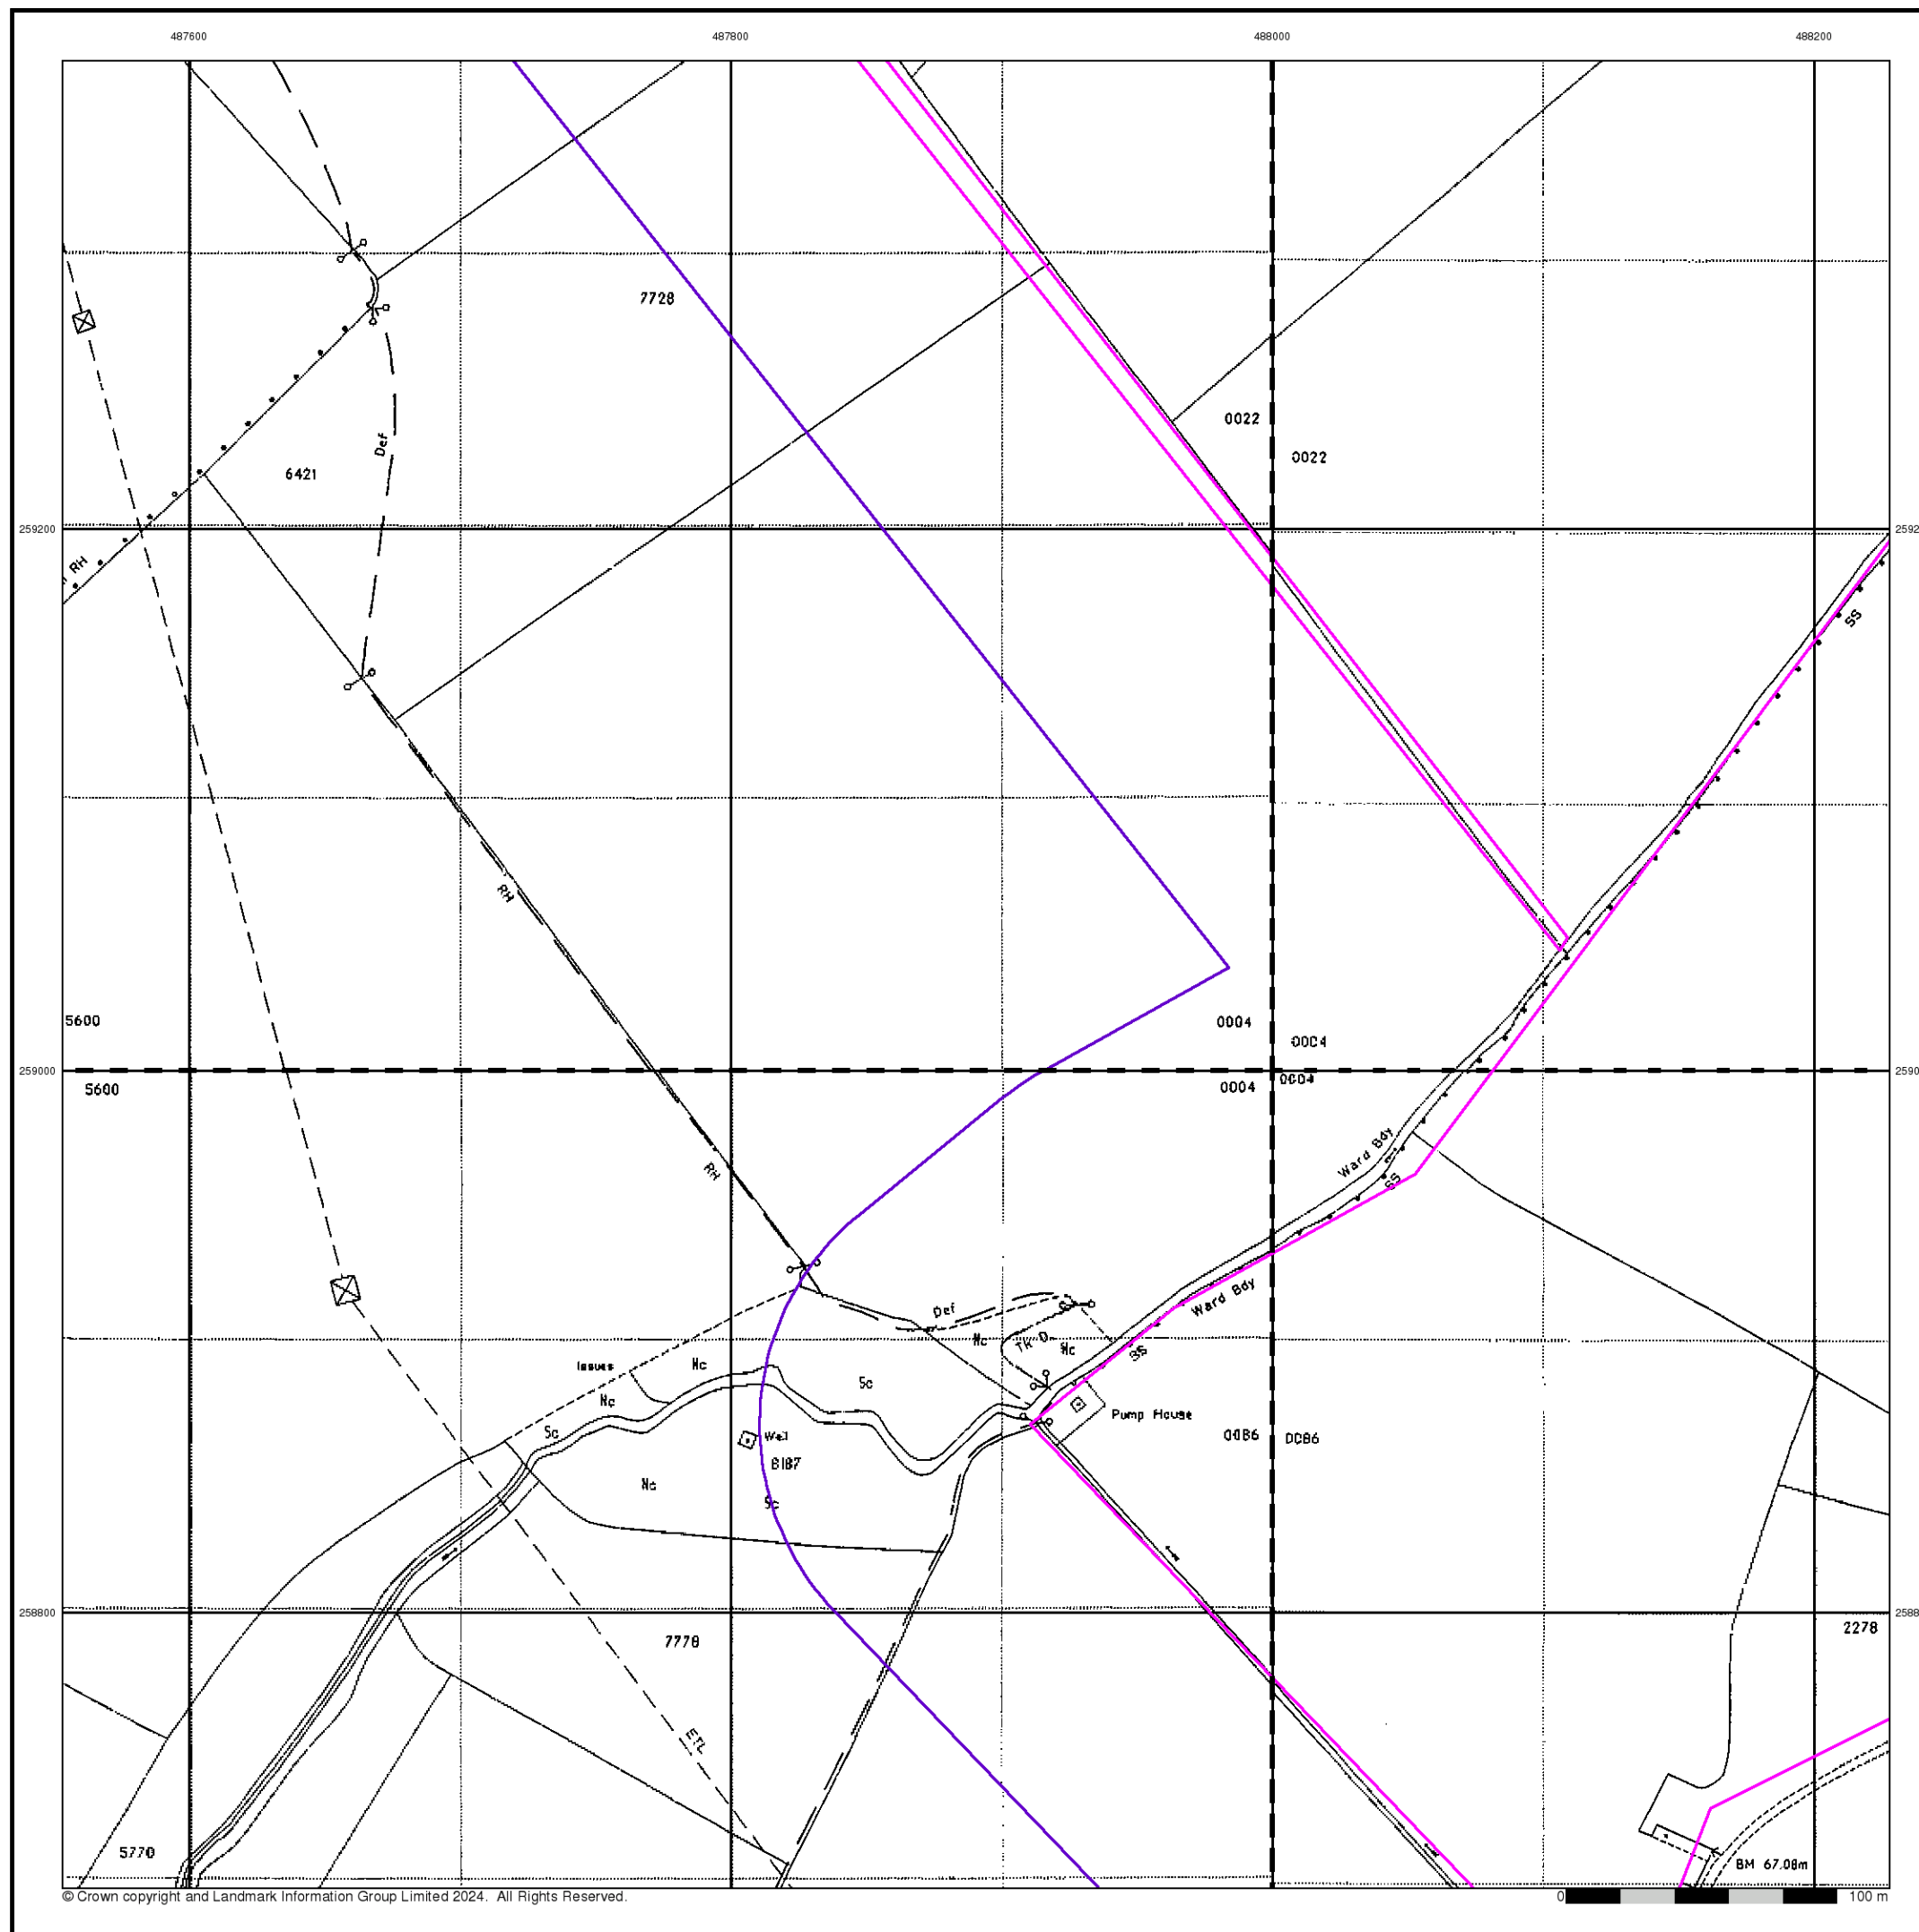 487600 487800 488000 488200
7728
0022
Def
6421
0022
259200
RH
SS
RH
5600
0004
0004
259000
5600
0004
0004
Ward Bdy
RH
SS
Def
Ward Bdy
Nc
Tk
Nc
SS
Issues
Nc
Sc
Nc
Pump House
Sc
Well
0086
0086
8187
Nc
Sc
258800
7778
2278
ETL
5770
BM 67.08m
© Crown copyright and Landmark Information Group Limited 2024. All Rights Reserved.
0 100 m